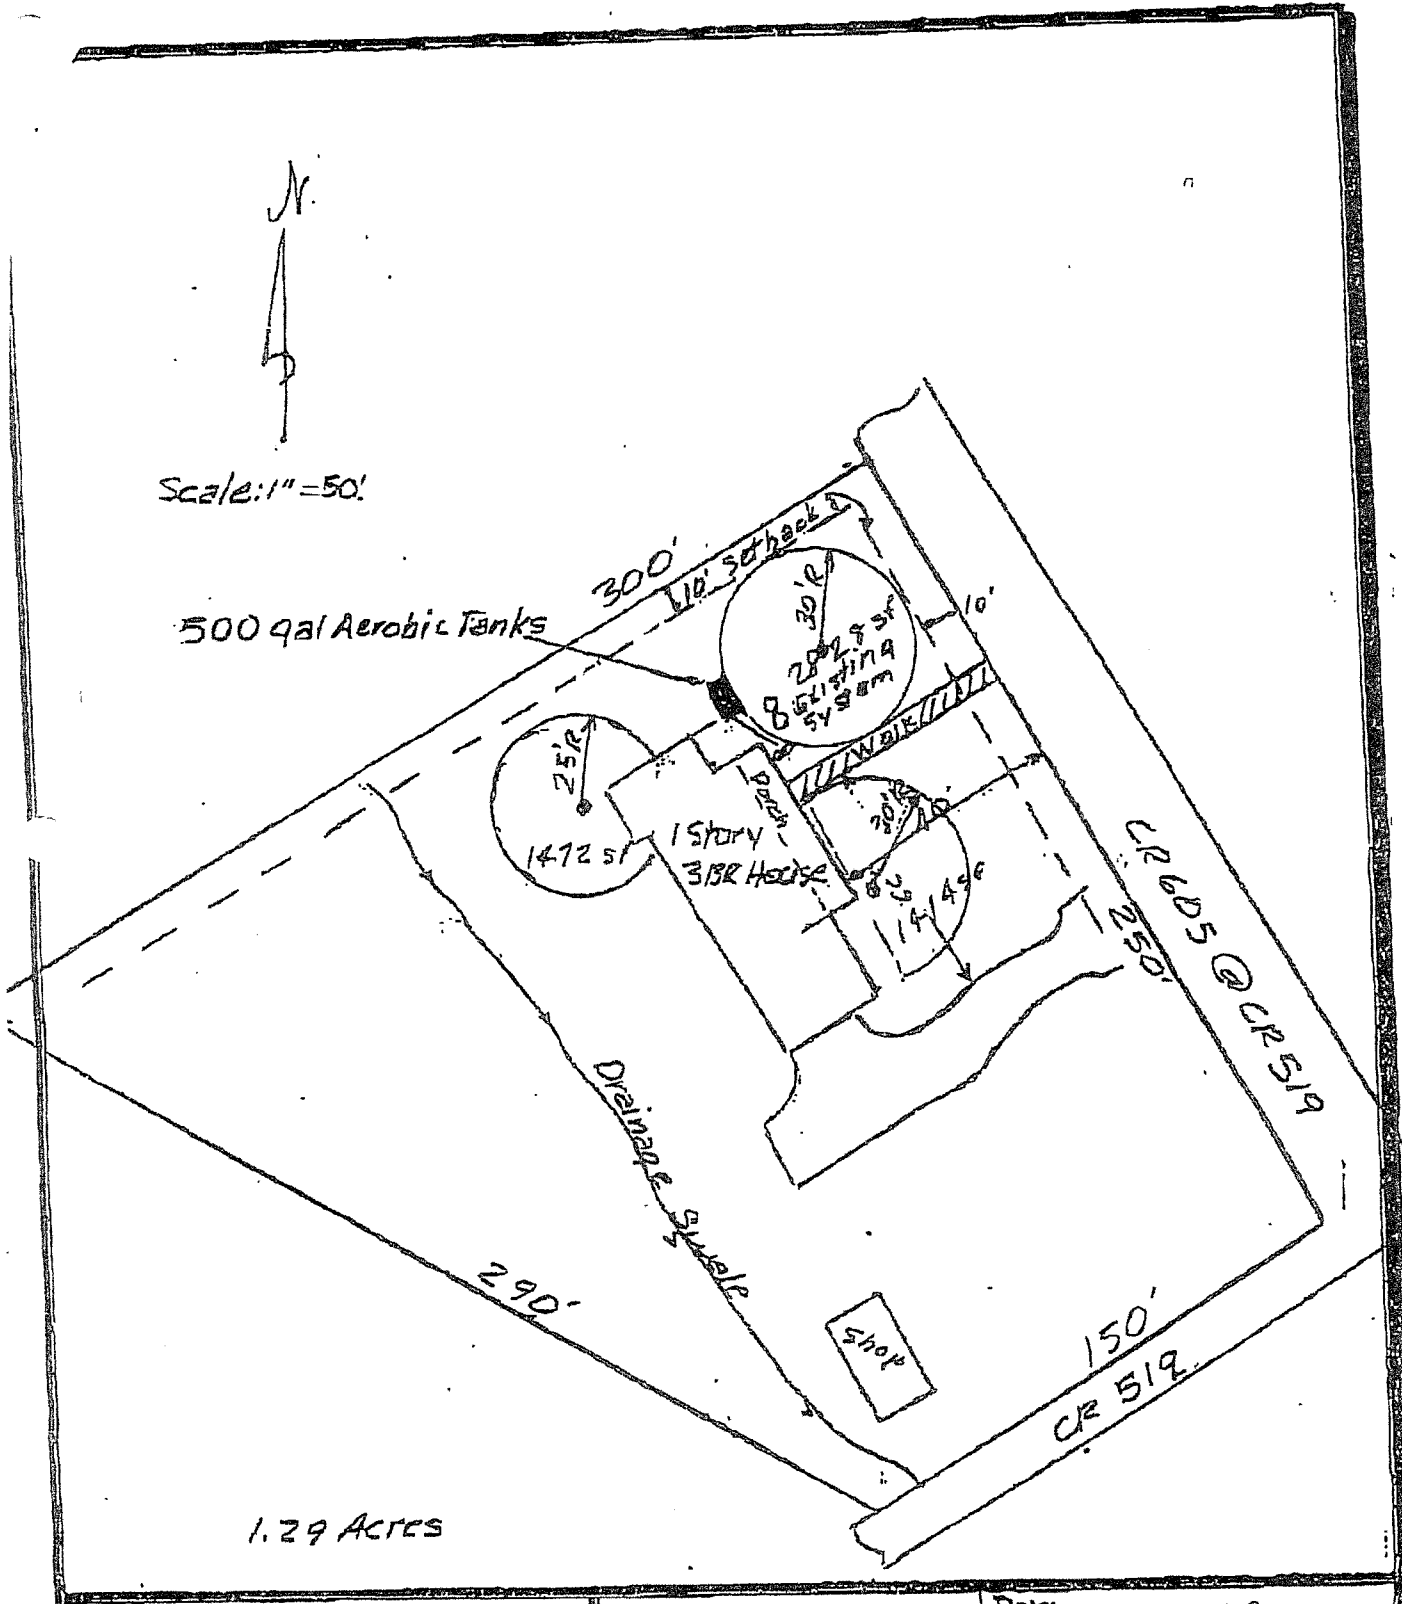 N.
Scale: 1" = 50'
300'
10' Setback
500 gal Aerobic Tanks
30'R
2828 sf
Existing
System
10'
Walk
25'R
1472 sf
Porch
1 Story
3BR House
30'R
1414 sf
CR 605 @ CR 519
250'
Drainage Swale
290'
Shop
150'
CR 519
1.29 Acres